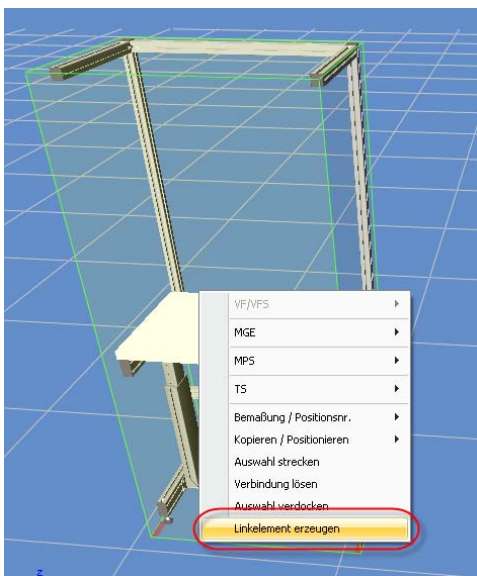 VF/VFS
MGE
MPS
TS
Bemaßung / Positionsnr.
Kopieren / Positionieren
Auswahl strecken
Verbindung lösen
Auswahl verdocken
Linkelement erzeugen
z